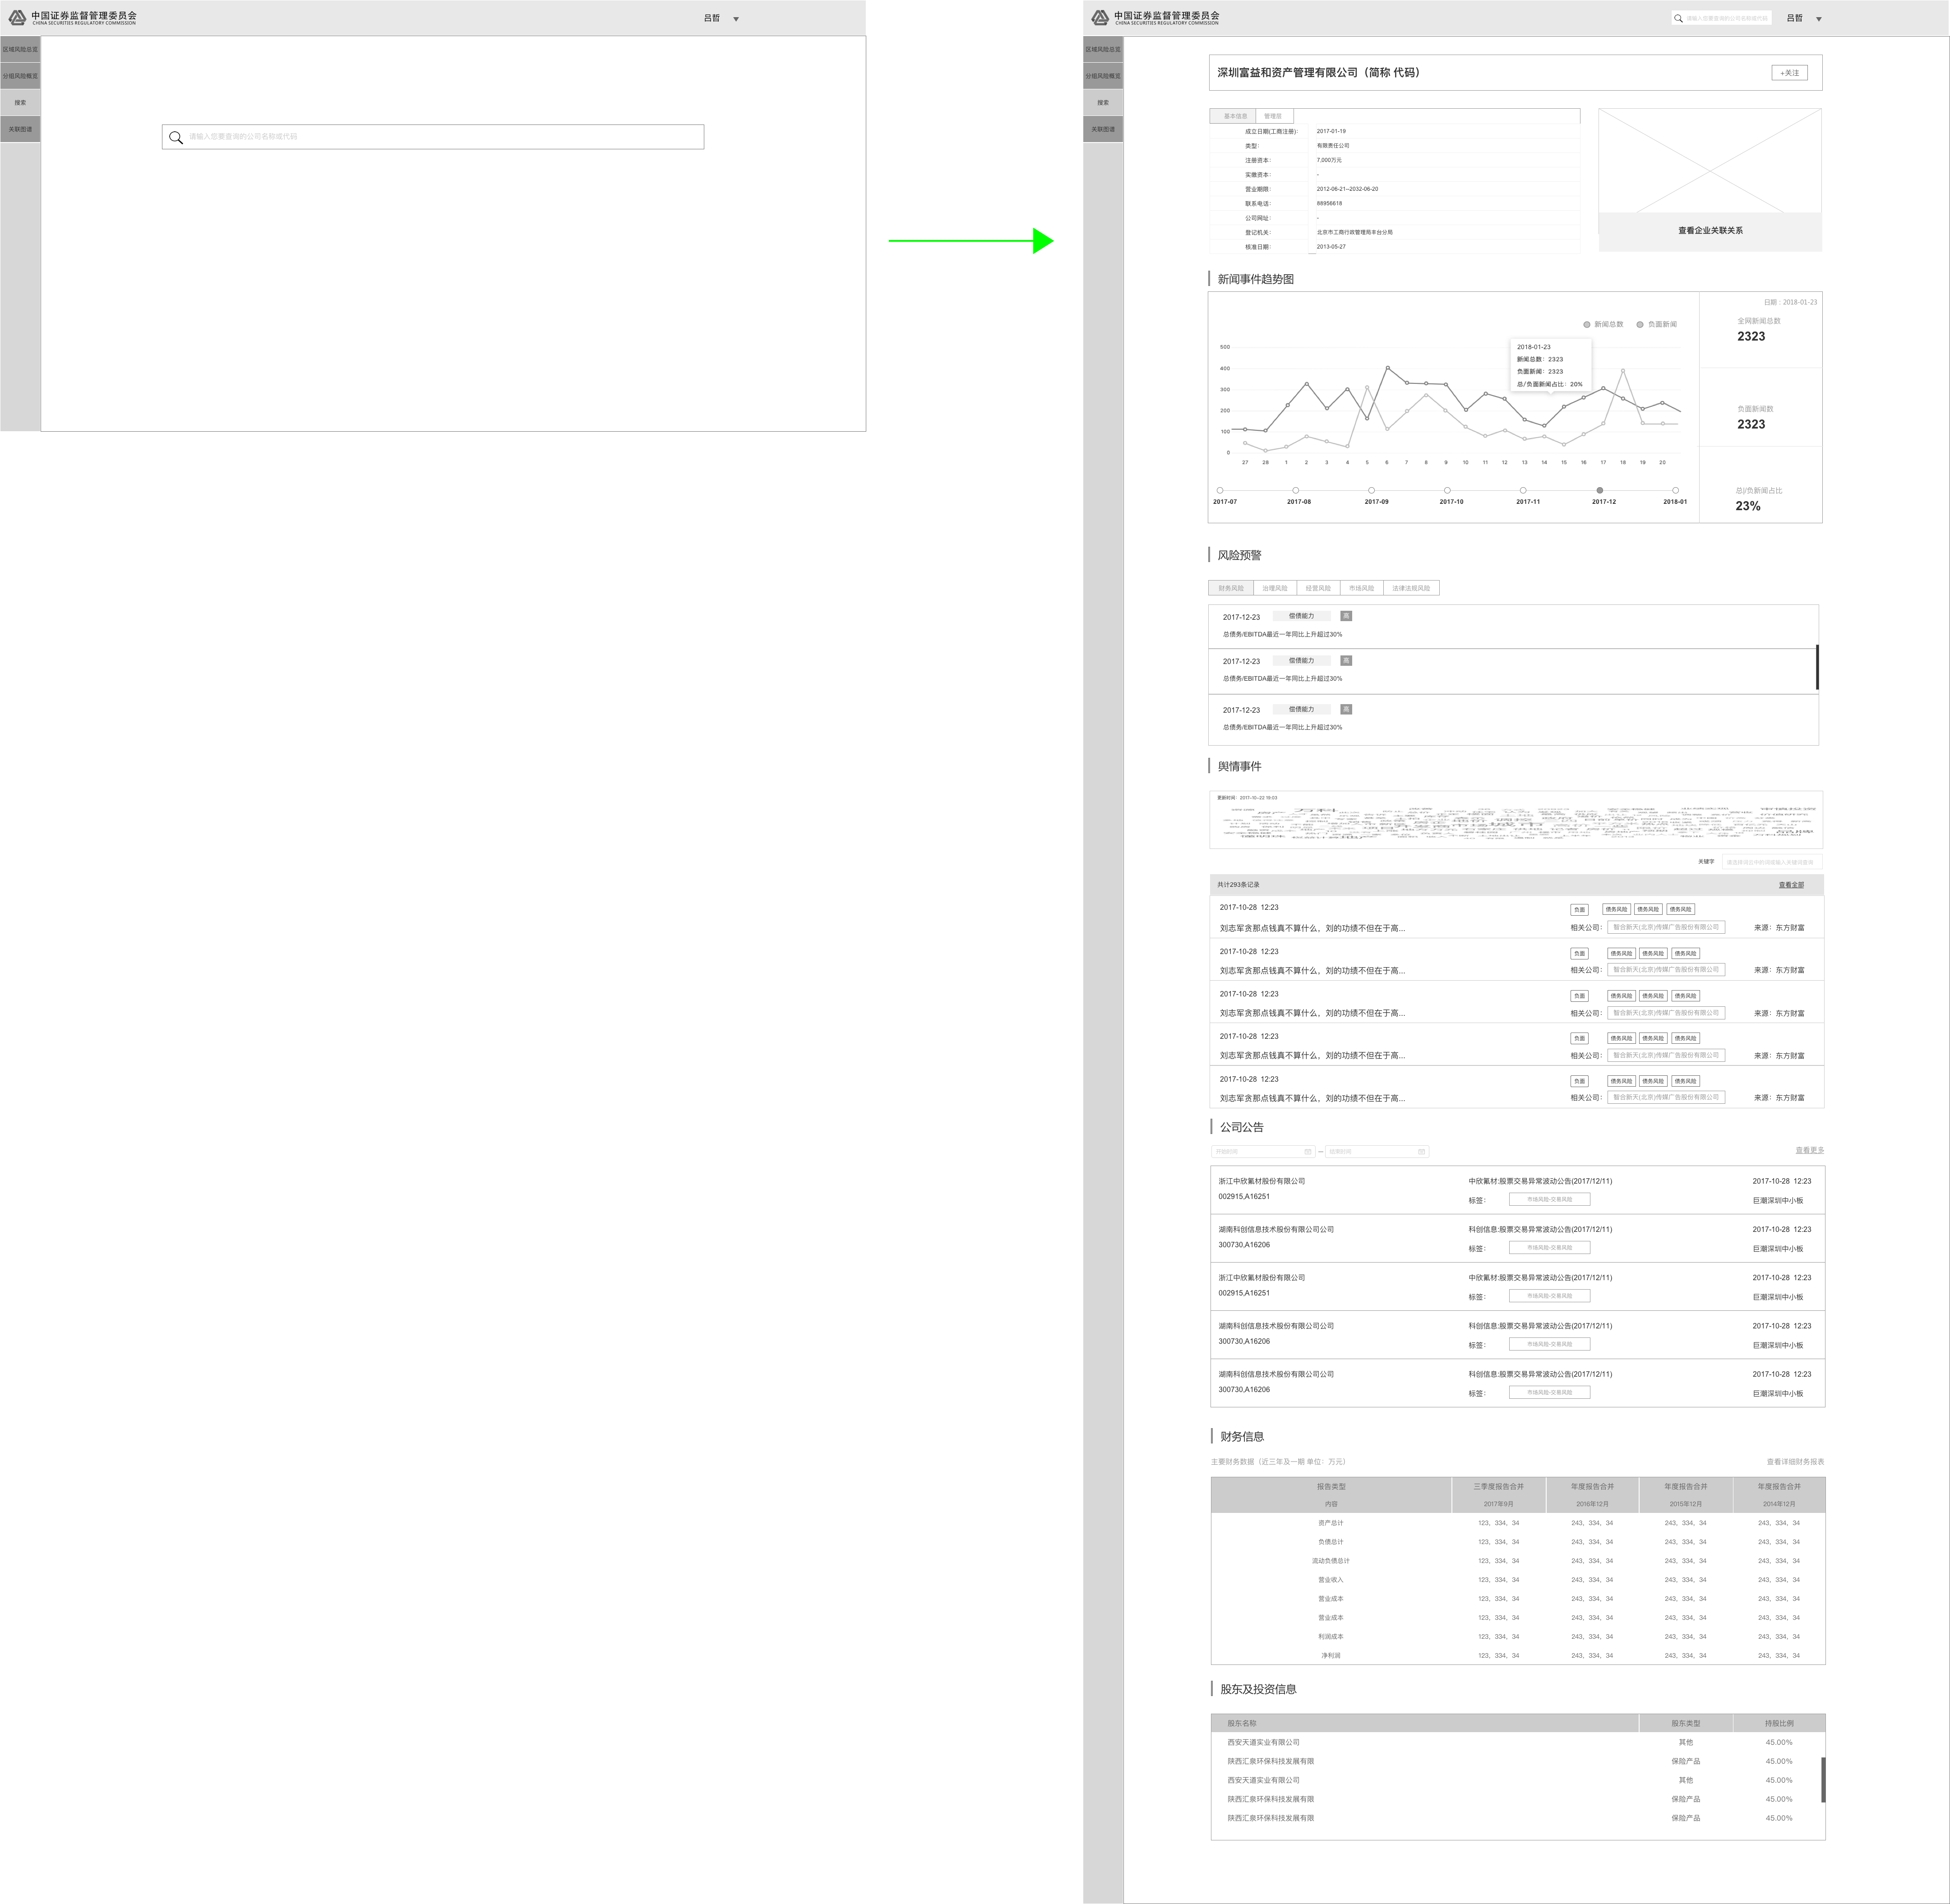 中国证券监督管理委员会
CHINA SECURITIES REGULATORY COMMISSION
吕哲
区域风险总览
分组风险概览
搜索
关联图谱
请输入您要查询的公司名称或代码
中国证券监督管理委员会
CHINA SECURITIES REGULATORY COMMISSION
请输入您要查询的公司名称或代码
吕哲
区域风险总览
分组风险概览
搜索
关联图谱
深圳富益和资产管理有限公司（简称 代码）
+关注
基本信息 管理层
成立日期(工商注册)： 2017-01-19
类型： 有限责任公司
注册资本： 7,000万元
实缴资本： -
营业期限： 2012-06-21--2032-06-20
联系电话： 66956618
公司网址： -
登记机关： 北京市工商行政管理局丰台分局
核准日期： 2013-05-27
查看企业关联关系
新闻事件趋势图
日期：2018-01-23
新闻总数 负面新闻
全网新闻总数
2323
负面新闻数
2323
总/负面新闻占比
23%
2018-01-23
新闻总数：2323
负面新闻：2323
总/负面新闻占比：20%
500
400
300
200
100
0
27 28 1 2 3 4 5 6 7 8 9 10 11 12 13 14 15 16 17 18 19 20
2017-07 2017-08 2017-09 2017-10 2017-11 2017-12 2018-01
风险预警
财务风险 治理风险 经营风险 市场风险 法律法规风险
2017-12-23 偿债能力 高
总债务/EBITDA最近一年同比上升超过30%
2017-12-23 偿债能力 高
总债务/EBITDA最近一年同比上升超过30%
2017-12-23 偿债能力 高
总债务/EBITDA最近一年同比上升超过30%
舆情事件
更新时间：2017-10-22 19:03
关键字
共计293条记录 查看全部
2017-10-28 12:23 负面 债务风险 债务风险 债务风险
刘志军贪那点钱真不算什么，刘的功绩不但在于高... 相关公司： 智合新天(北京)传媒广告股份有限公司 来源：东方财富
2017-10-28 12:23 负面 债务风险 债务风险 债务风险
刘志军贪那点钱真不算什么，刘的功绩不但在于高... 相关公司： 智合新天(北京)传媒广告股份有限公司 来源：东方财富
2017-10-28 12:23 负面 债务风险 债务风险 债务风险
刘志军贪那点钱真不算什么，刘的功绩不但在于高... 相关公司： 智合新天(北京)传媒广告股份有限公司 来源：东方财富
2017-10-28 12:23 负面 债务风险 债务风险 债务风险
刘志军贪那点钱真不算什么，刘的功绩不但在于高... 相关公司： 智合新天(北京)传媒广告股份有限公司 来源：东方财富
2017-10-28 12:23 负面 债务风险 债务风险 债务风险
刘志军贪那点钱真不算什么，刘的功绩不但在于高... 相关公司： 智合新天(北京)传媒广告股份有限公司 来源：东方财富
公司公告
开始时间 -- 结束时间 查看更多
浙江中欣氟材股份有限公司 中欣氟材:股票交易异常波动公告(2017/12/11) 2017-10-28 12:23
002915,A16251 标签： 市场风险-交易风险 巨潮深圳中小板
湖南科创信息技术股份有限公司公司 科创信息:股票交易异常波动公告(2017/12/11) 2017-10-28 12:23
300730,A16206 标签： 市场风险-交易风险 巨潮深圳中小板
浙江中欣氟材股份有限公司 中欣氟材:股票交易异常波动公告(2017/12/11) 2017-10-28 12:23
002915,A16251 标签： 市场风险-交易风险 巨潮深圳中小板
湖南科创信息技术股份有限公司公司 科创信息:股票交易异常波动公告(2017/12/11) 2017-10-28 12:23
300730,A16206 标签： 市场风险-交易风险 巨潮深圳中小板
湖南科创信息技术股份有限公司公司 科创信息:股票交易异常波动公告(2017/12/11) 2017-10-28 12:23
300730,A16206 标签： 市场风险-交易风险 巨潮深圳中小板
财务信息
主要财务数据（近三年及一期 单位：万元） 查看详细财务报表
报告类型 三季度报告合并 年度报告合并 年度报告合并 年度报告合并
内容 2017年9月 2016年12月 2015年12月 2014年12月
资产总计 123，334，34 243，334，34 243，334，34 243，334，34
负债总计 123，334，34 243，334，34 243，334，34 243，334，34
流动负债总计 123，334，34 243，334，34 243，334，34 243，334，34
营业收入 123，334，34 243，334，34 243，334，34 243，334，34
营业成本 123，334，34 243，334，34 243，334，34 243，334，34
营业成本 123，334，34 243，334，34 243，334，34 243，334，34
利润成本 123，334，34 243，334，34 243，334，34 243，334，34
净利润 123，334，34 243，334，34 243，334，34 243，334，34
股东及投资信息
股东名称 股东类型 持股比例
西安天道实业有限公司 其他 45.00%
陕西汇泉环保科技发展有限 保险产品 45.00%
西安天道实业有限公司 其他 45.00%
陕西汇泉环保科技发展有限 保险产品 45.00%
陕西汇泉环保科技发展有限 保险产品 45.00%